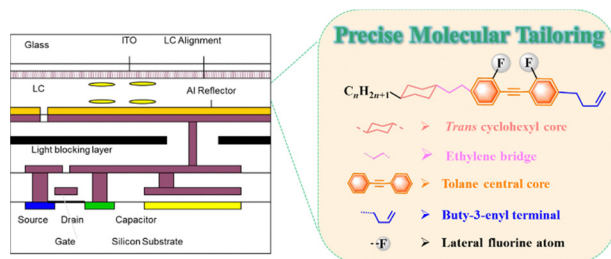 Glass
ITO
LC Alignment
LC
Al Reflector
Light blocking layer
Source
Drain
Capacitor
Gate
Silicon Substrate
Precise Molecular Tailoring
F
F
CnH2n+1
Trans cyclohexyl core
Ethylene bridge
Tolane central core
Buty-3-enyl terminal
F
Lateral fluorine atom